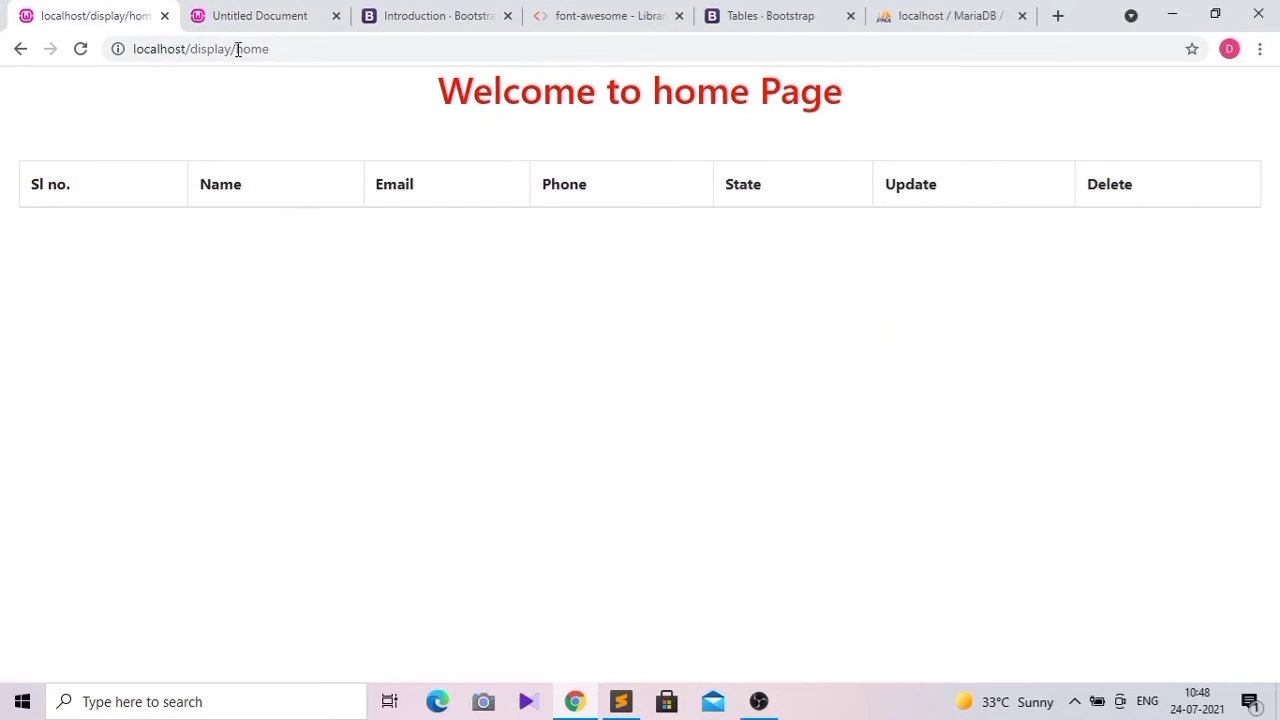 localhost/display/hom
Untitled Document
Introduction · Bootstra
font-awesome - Librar
Tables · Bootstrap
localhost / MariaDB /
localhost/display/home
D
Welcome to home Page
Sl no. Name Email Phone State Update Delete
Type here to search
33°C Sunny
ENG
10:48
24-07-2021
1